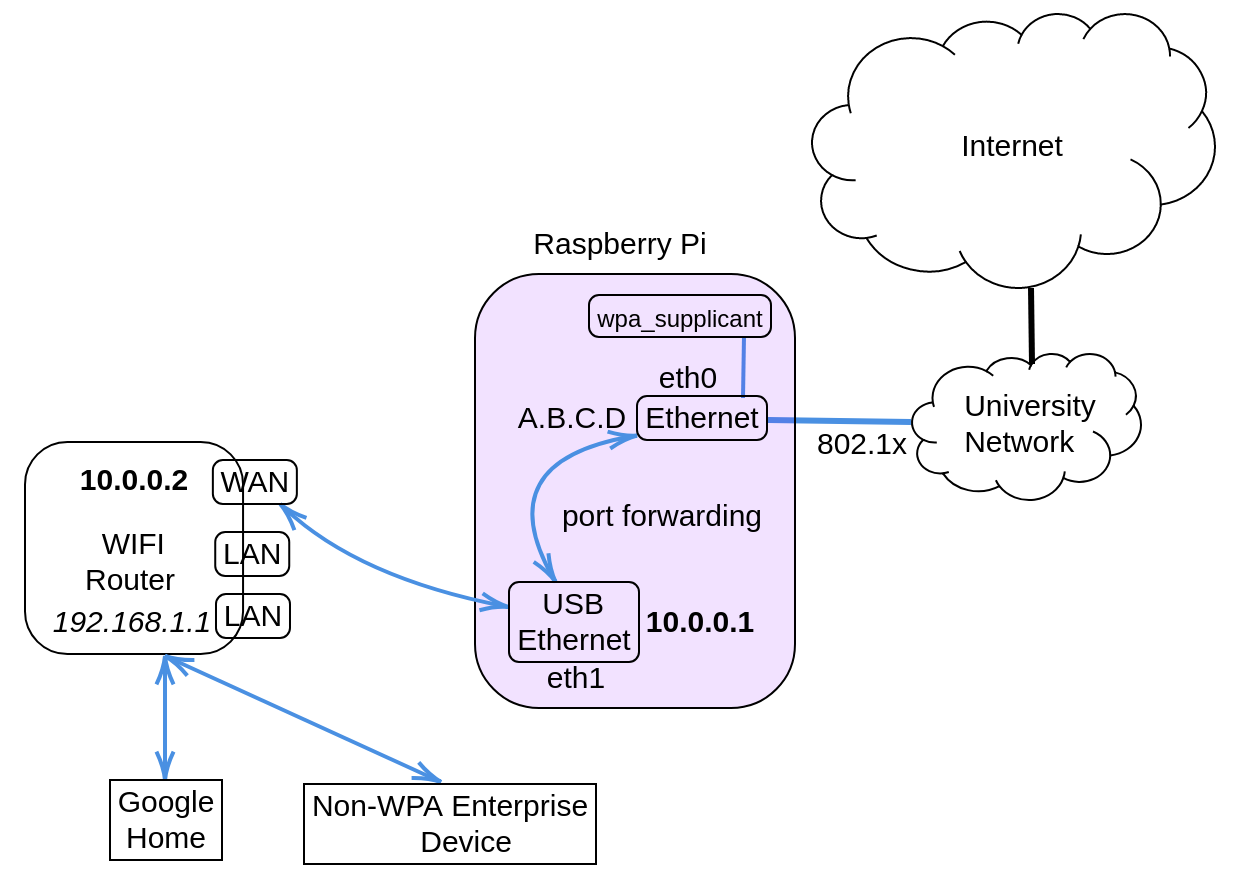 Internet
Raspberry Pi
wpa_supplicant
eth0
A.B.C.D
Ethernet
University
Network
802.1x
10.0.0.2
WAN
port forwarding
WIFI
Router
LAN
192.168.1.1
LAN
USB
Ethernet
10.0.0.1
eth1
Google
Home
Non-WPA Enterprise
Device